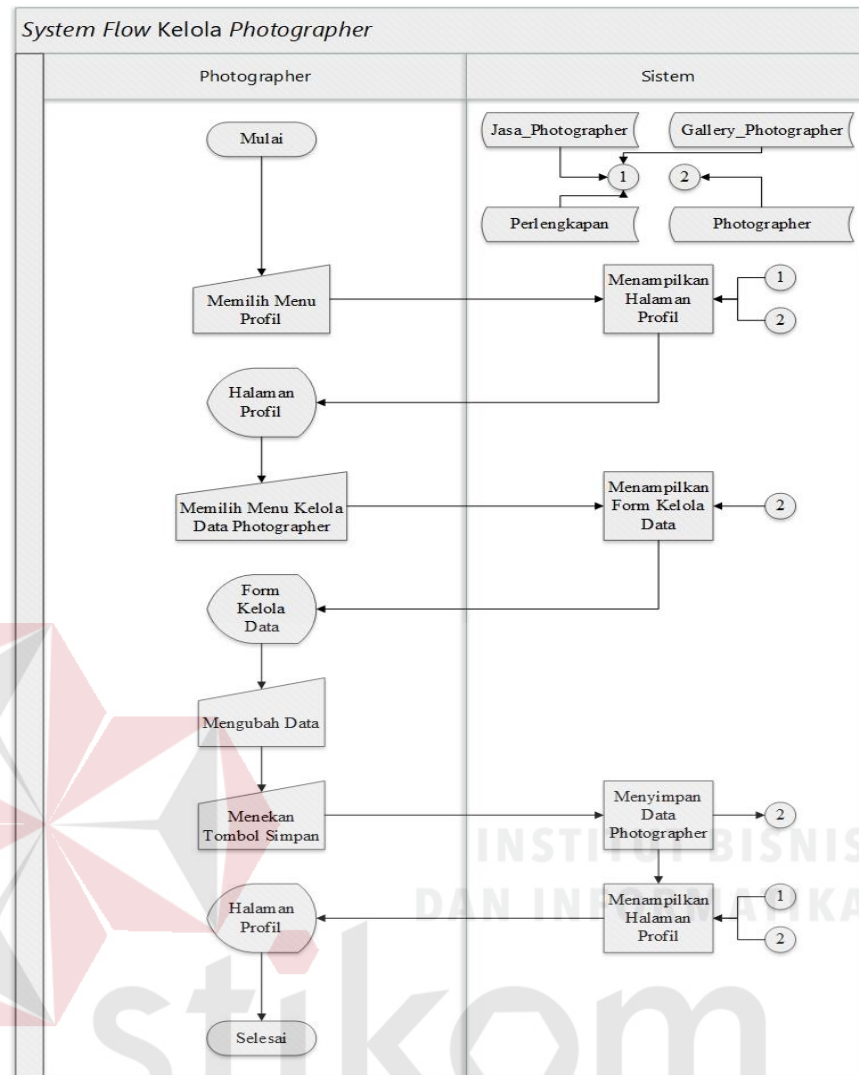 System Flow Kelola Photographer
Photographer
Sistem
Mulai
Jasa_Photographer
Gallery_Photographer
1
2
Perlengkapan
Photographer
Memilih Menu
Profil
Menampilkan
Halaman
Profil
1
2
Halaman
Profil
Memilih Menu Kelola
Data Photographer
Menampilkan
Form Kelola
Data
2
Form
Kelola
Data
Mengubah Data
Menekan
Tombol Simpan
Menyimpan
Data
Photographer
2
INSTITUT BISNIS
DAN INFORMATIKA
Halaman
Profil
Menampilkan
Halaman
Profil
1
2
stikom
Selesai